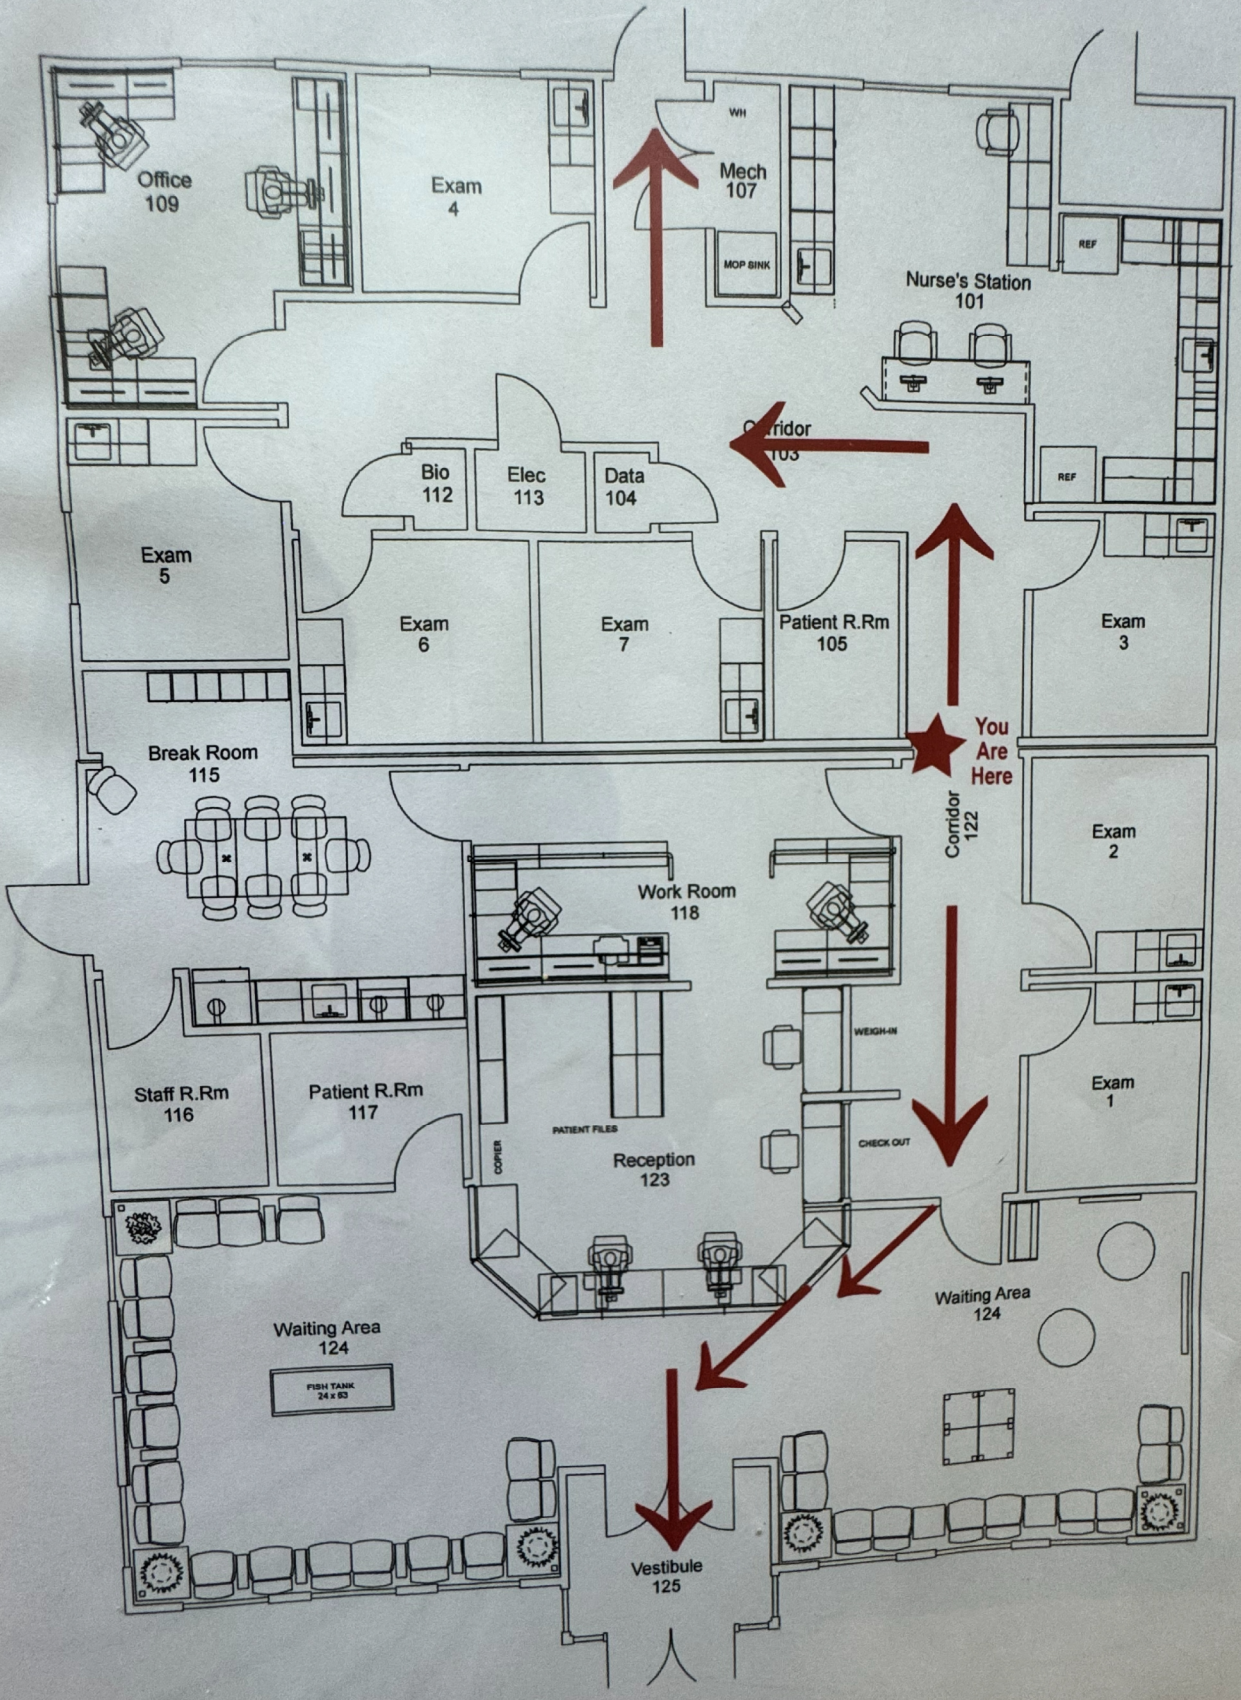 WH
Mech
107
MOP SINK
Office
109
Exam
4
REF
Nurse's Station
101
Corridor
103
REF
Bio
112
Elec
113
Data
104
Exam
5
Exam
6
Exam
7
Patient R.Rm
105
Exam
3
You
Are
Here
Break Room
115
Corridor
122
Exam
2
Work Room
118
WEIGH-IN
Staff R.Rm
116
Patient R.Rm
117
Exam
1
PATIENT FILES
COPIER
CHECK OUT
Reception
123
Waiting Area
124
Waiting Area
124
FISH TANK
24 x 63
Vestibule
125